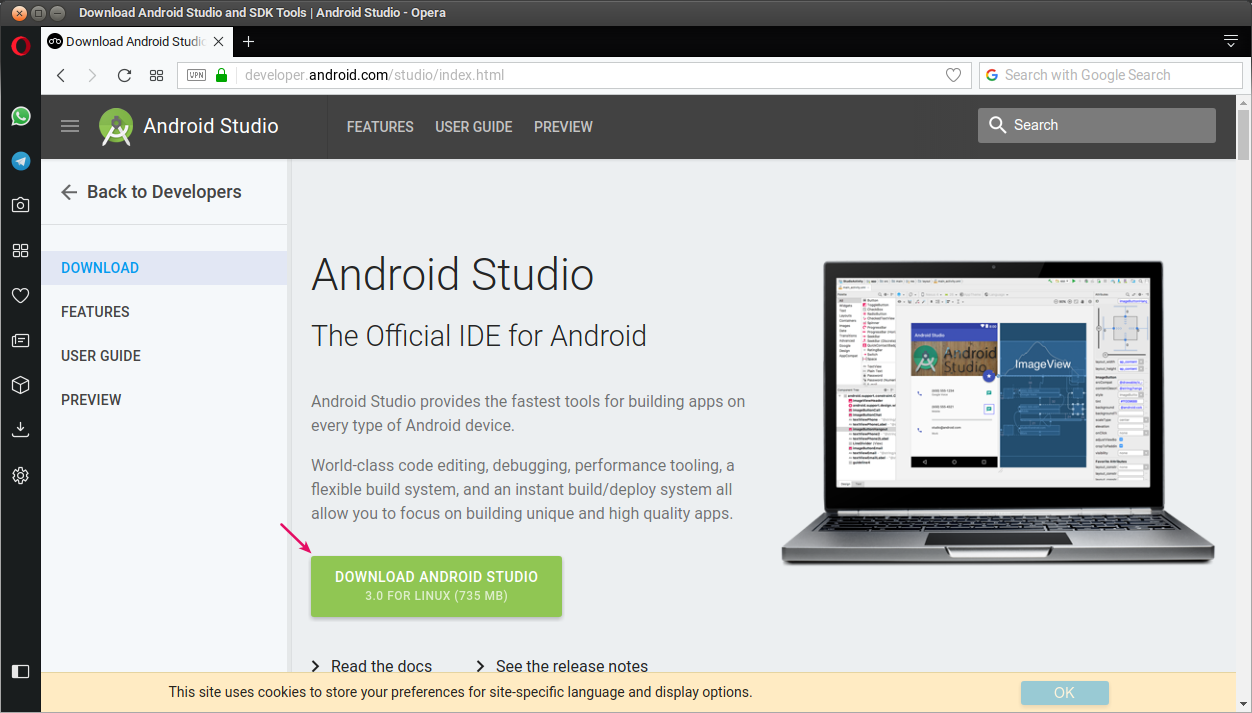 Download Android Studio and SDK Tools | Android Studio - Opera
Download Android Studi
VPN
developer.android.com/studio/index.html
Search with Google Search
Android Studio
FEATURES
USER GUIDE
PREVIEW
Search
Back to Developers
DOWNLOAD
FEATURES
USER GUIDE
PREVIEW
Android Studio
The Official IDE for Android
Android Studio provides the fastest tools for building apps on
every type of Android device.
World-class code editing, debugging, performance tooling, a
flexible build system, and an instant build/deploy system all
allow you to focus on building unique and high quality apps.
DOWNLOAD ANDROID STUDIO
3.0 FOR LINUX (735 MB)
Read the docs
See the release notes
Android Studio
Android
Studio
ImageView
This site uses cookies to store your preferences for site-specific language and display options.
OK